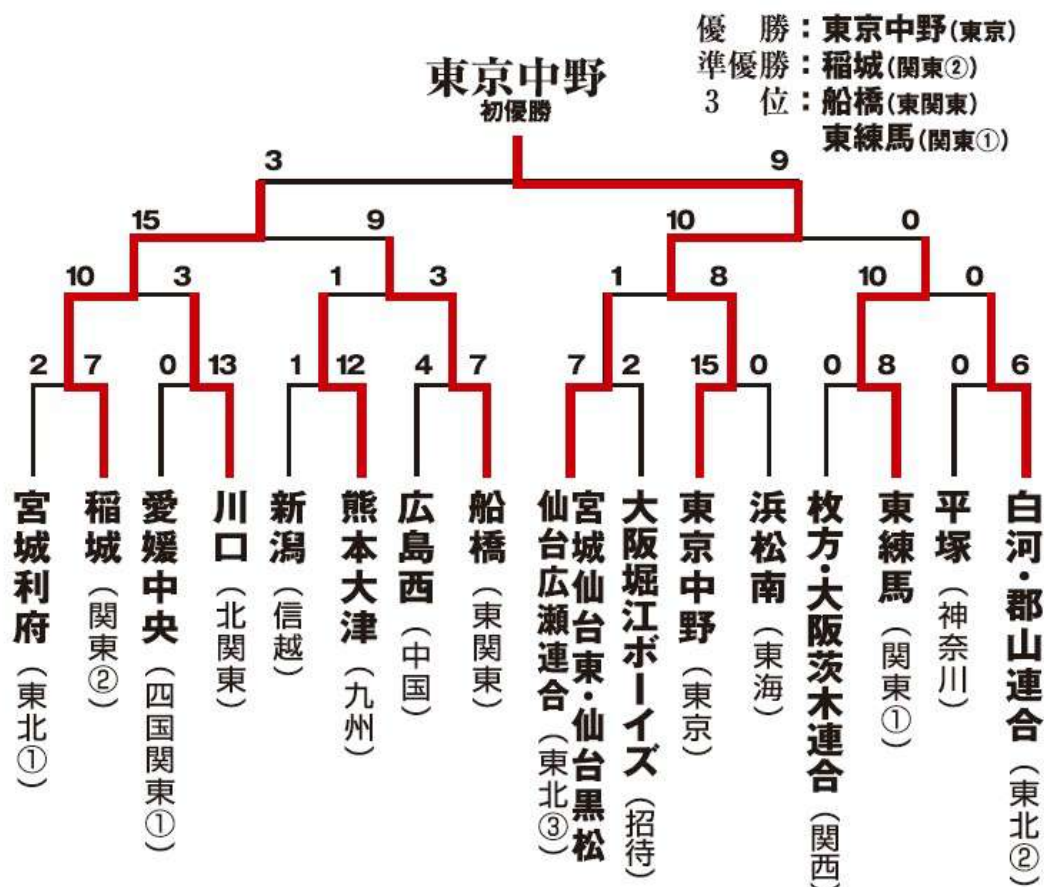 優勝：東京中野(東京)
準優勝：稲城(関東②)
3位：船橋(東関東)
東練馬(関東①)
東京中野
初優勝
3 9
15 9 10 0
10 3 1 3 1 8 10 0
2 7 0 13 1 12 4 7 7 2 15 0 0 8 0 6
宮城利府(東北①)
稲城(関東②)
愛媛中央(四国関東①)
川口(北関東)
新潟(信越)
熊本大津(九州)
広島西(中国)
船橋(東関東)
宮城仙台東・仙台黒松
仙台広瀬連合(東北③)
大阪堀江ボーイズ(招待)
東京中野(東京)
浜松南(東海)
枚方・大阪茨木連合(関西)
東練馬(関東①)
平塚(神奈川)
白河・郡山連合(東北②)